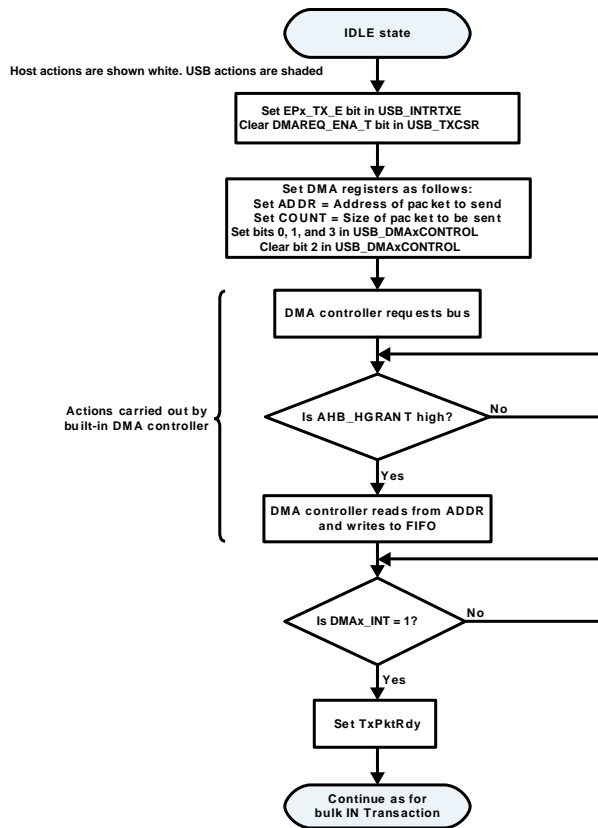 IDLE state
Host actions are shown white. USB actions are shaded
Set EPx_TX_E bit in USB_INTRTXE
Clear DMAREQ_ENA_T bit in USB_TXCSR
Set DMA registers as follows:
Set ADDR = Address of packet to send
Set COUNT = Size of packet to be sent
Set bits 0, 1, and 3 in USB_DMAxCONTROL
Clear bit 2 in USB_DMAxCONTROL
DMA controller requests bus
Actions carried out by
built-in DMA controller
Is AHB_HGRANT high?
No
Yes
DMA controller reads from ADDR
and writes to FIFO
Is DMAx_INT = 1?
No
Yes
Set TxPktRdy
Continue as for
bulk IN Transaction